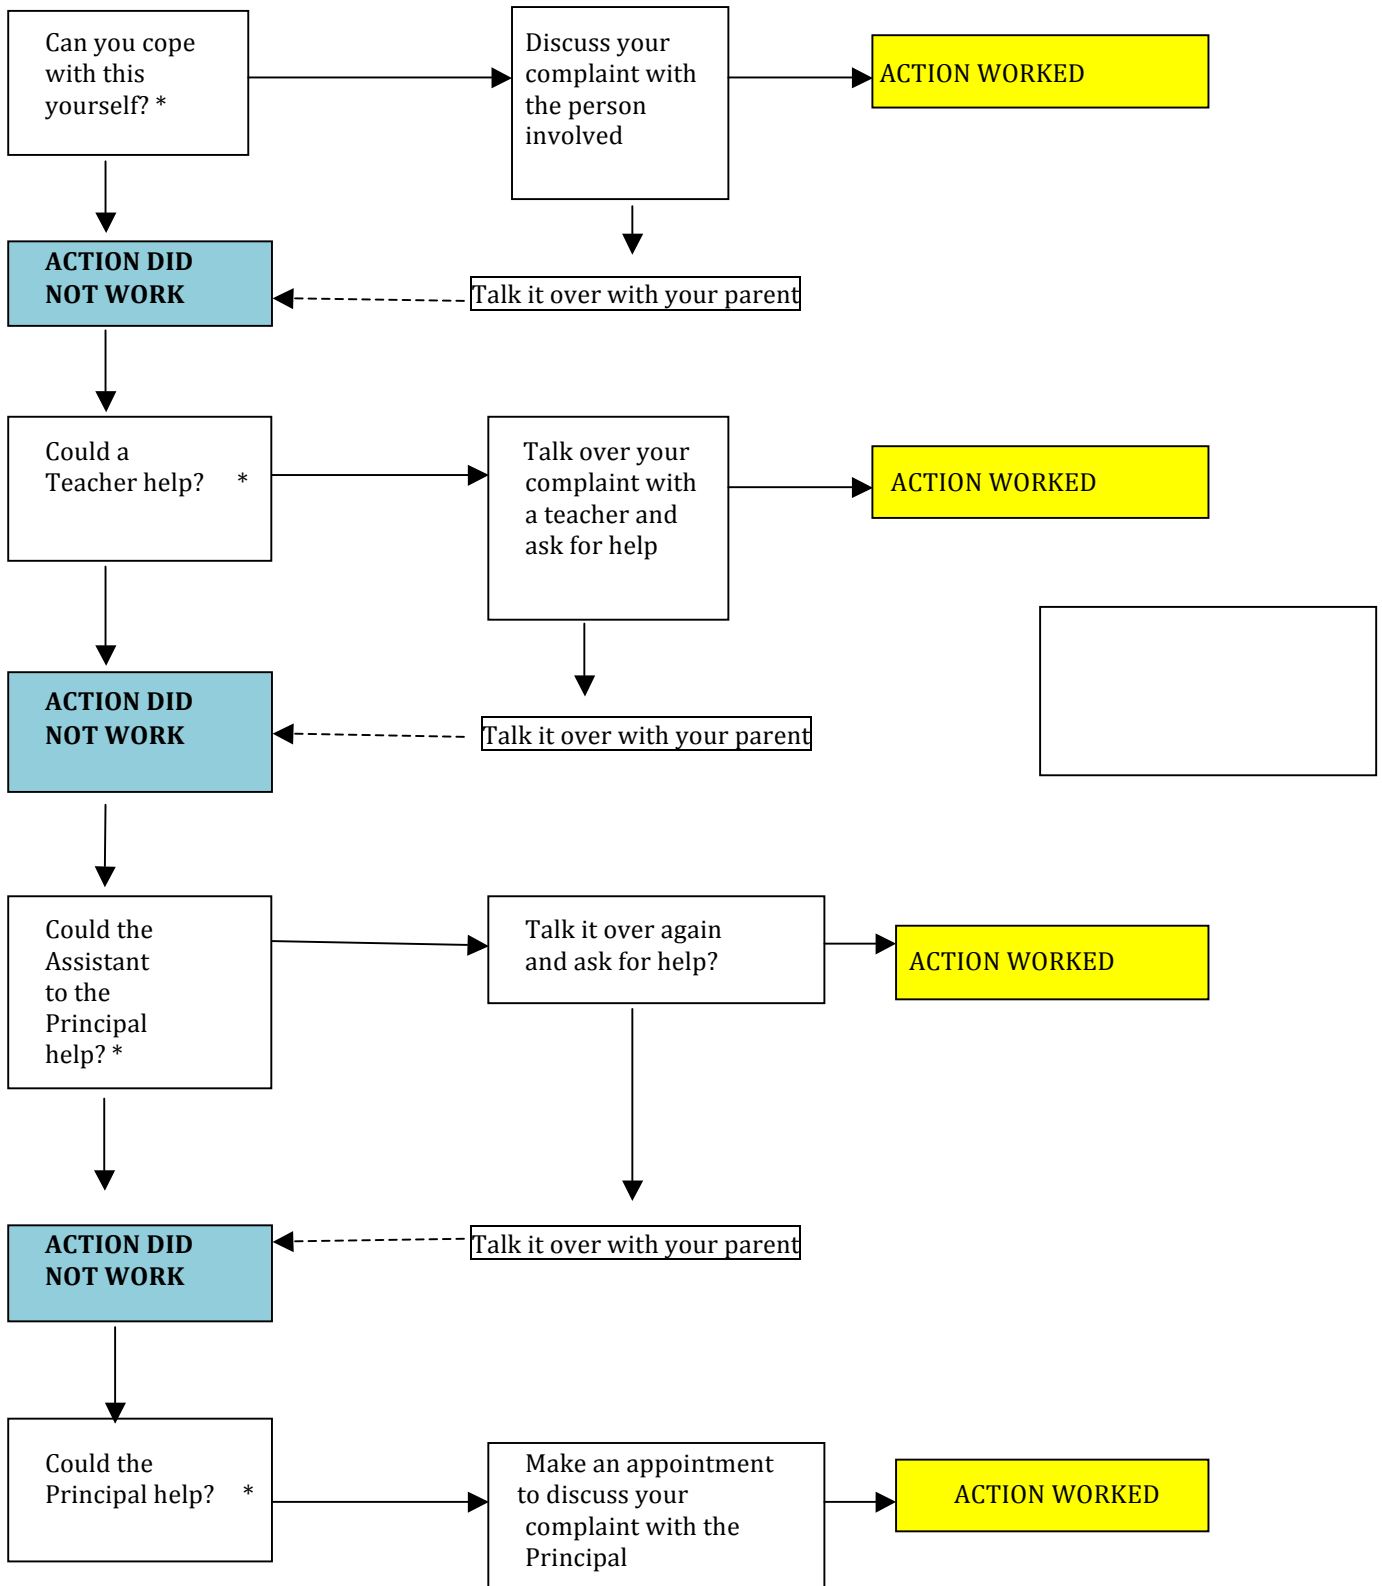 Can you cope
with this
yourself? *
Discuss your
complaint with
the person
involved
ACTION WORKED
ACTION DID
NOT WORK
Talk it over with your parent
Could a
Teacher help? *
Talk over your
complaint with
a teacher and
ask for help
ACTION WORKED
ACTION DID
NOT WORK
Talk it over with your parent
Could the
Assistant
to the
Principal
help? *
Talk it over again
and ask for help?
ACTION WORKED
ACTION DID
NOT WORK
Talk it over with your parent
Could the
Principal help? *
Make an appointment
to discuss your
complaint with the
Principal
ACTION WORKED